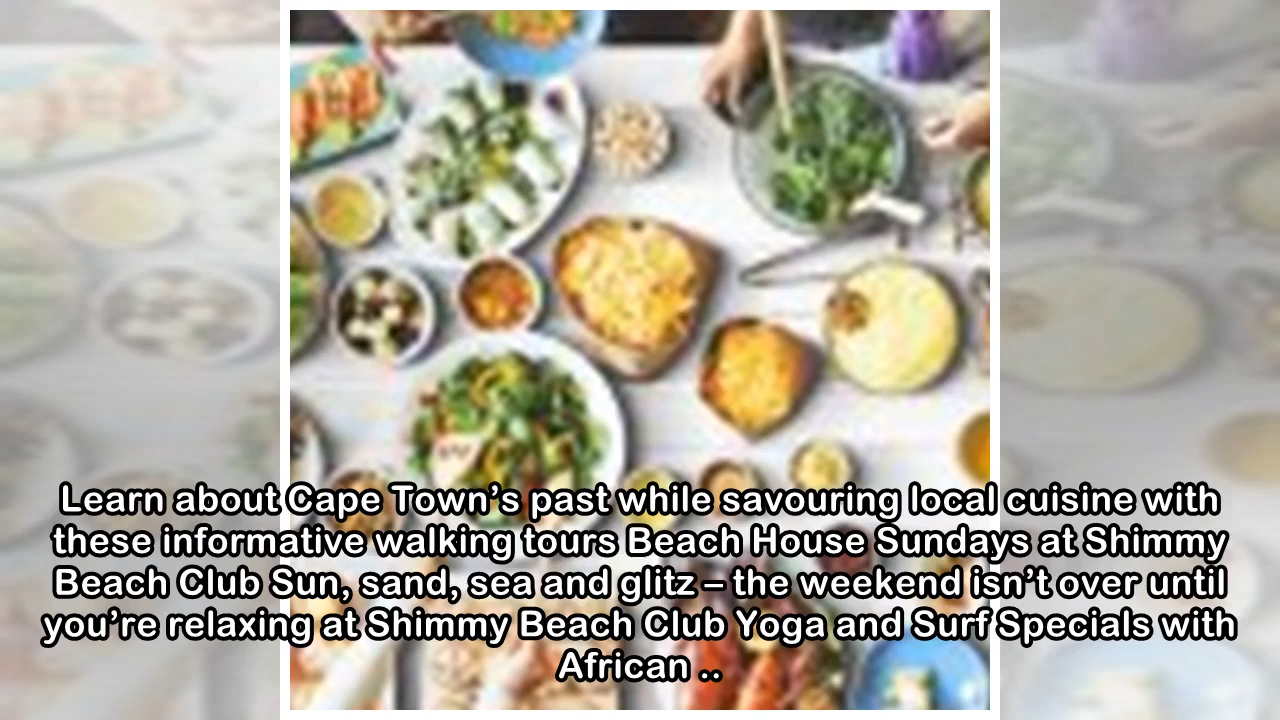 Learn about Cape Town’s past while savouring local cuisine with
these informative walking tours Beach House Sundays at Shimmy
Beach Club Sun, sand, sea and glitz – the weekend isn’t over until
you’re relaxing at Shimmy Beach Club Yoga and Surf Specials with
African ..